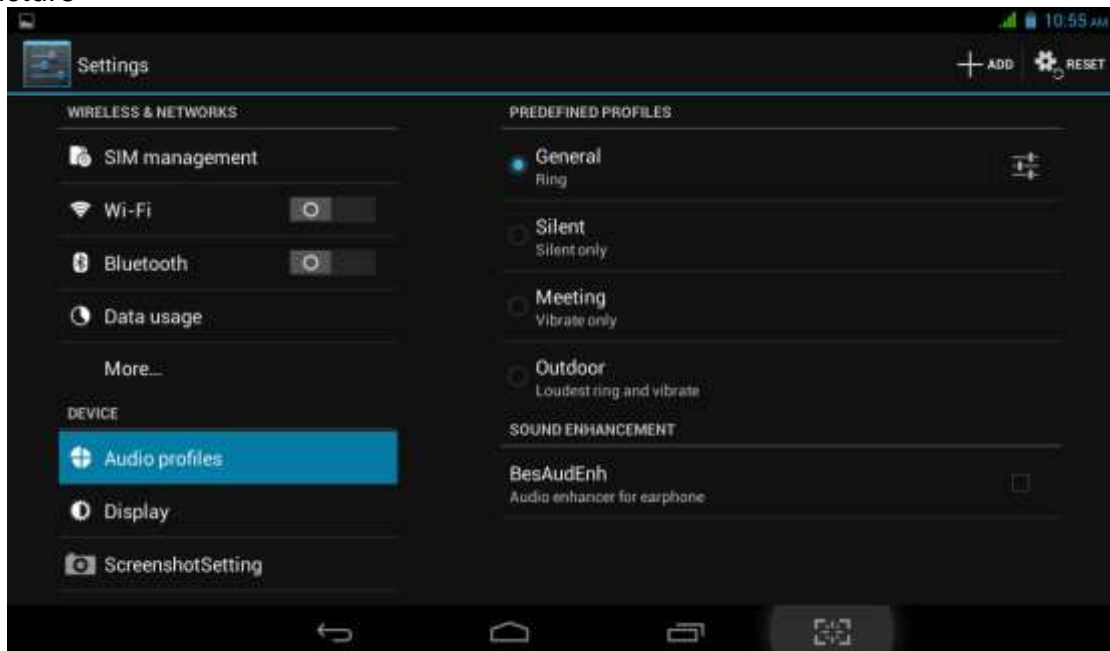 10:55 AM
Settings
ADD
RESET
WIRELESS & NETWORKS
SIM management
Wi-Fi
Bluetooth
Data usage
More...
DEVICE
Audio profiles
Display
ScreenshotSetting
PREDEFINED PROFILES
General
Ring
Silent
Silent only
Meeting
Vibrate only
Outdoor
Loudest ring and vibrate
SOUND ENHANCEMENT
BesAudEnh
Audio enhancer for earphone